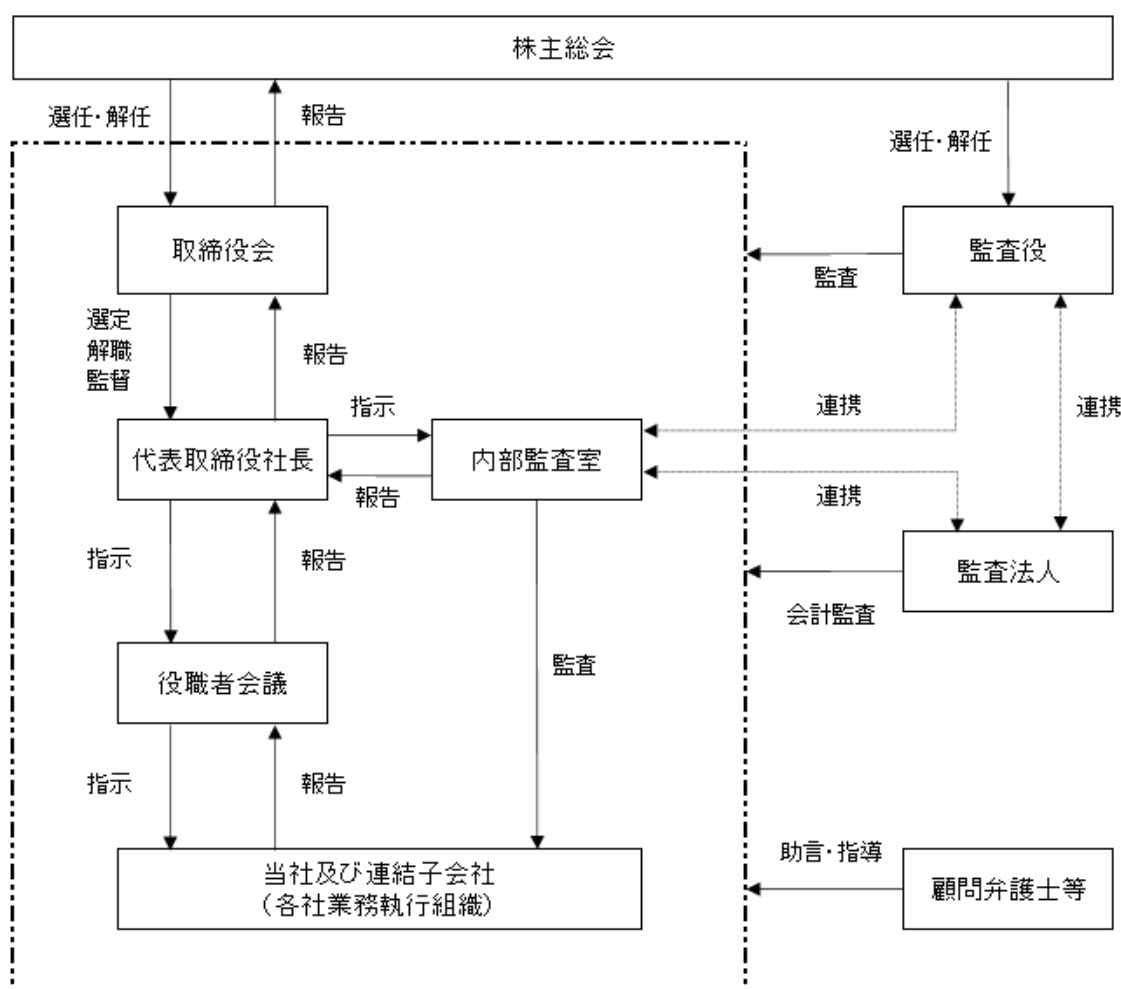 株主総会
選任・解任
報告
選任・解任
取締役会
監査役
監査
選定
解職
監督
報告
指示
連携
連携
代表取締役社長
内部監査室
報告
連携
指示
報告
監査法人
会計監査
役職者会議
監査
指示
報告
助言・指導
当社及び連結子会社
（各社業務執行組織）
顧問弁護士等